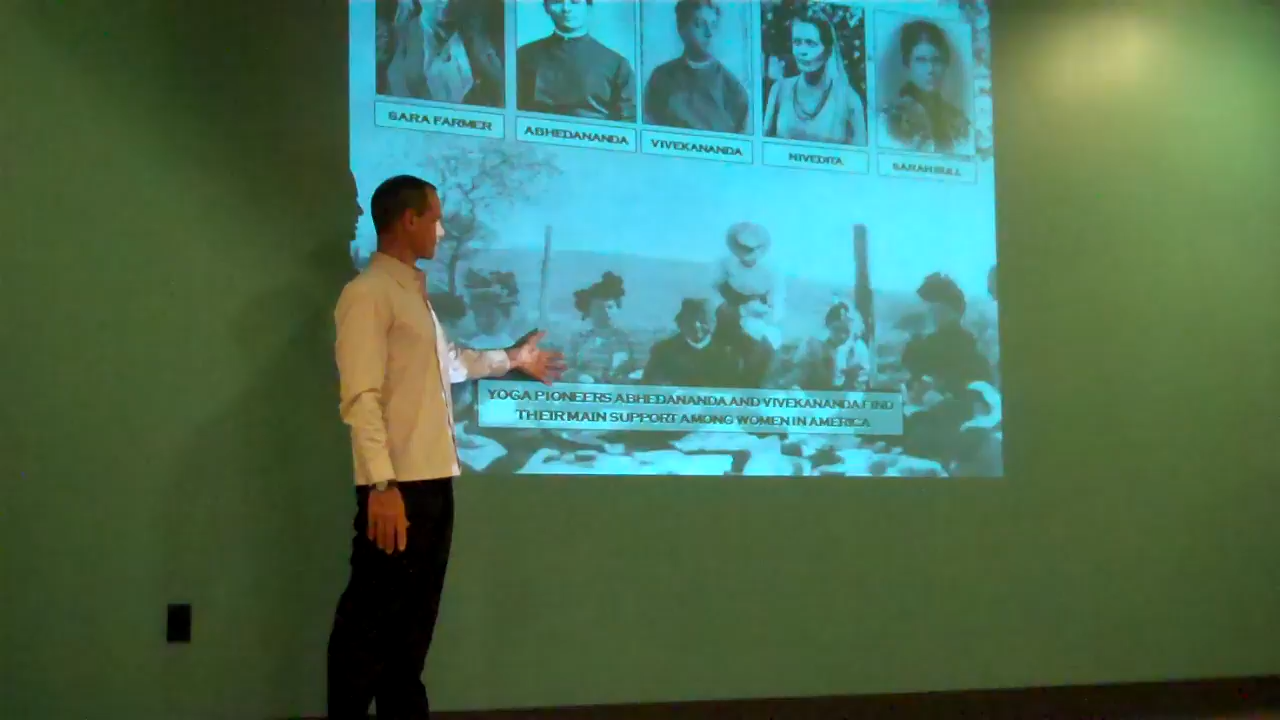 SARA FARMER
ABHEDANANDA
VIVEKANANDA
NIVEDITA
SARAH BULL
YOGA PIONEERS ABHEDANANDA AND VIVEKANANDA FIND
THEIR MAIN SUPPORT AMONG WOMEN IN AMERICA